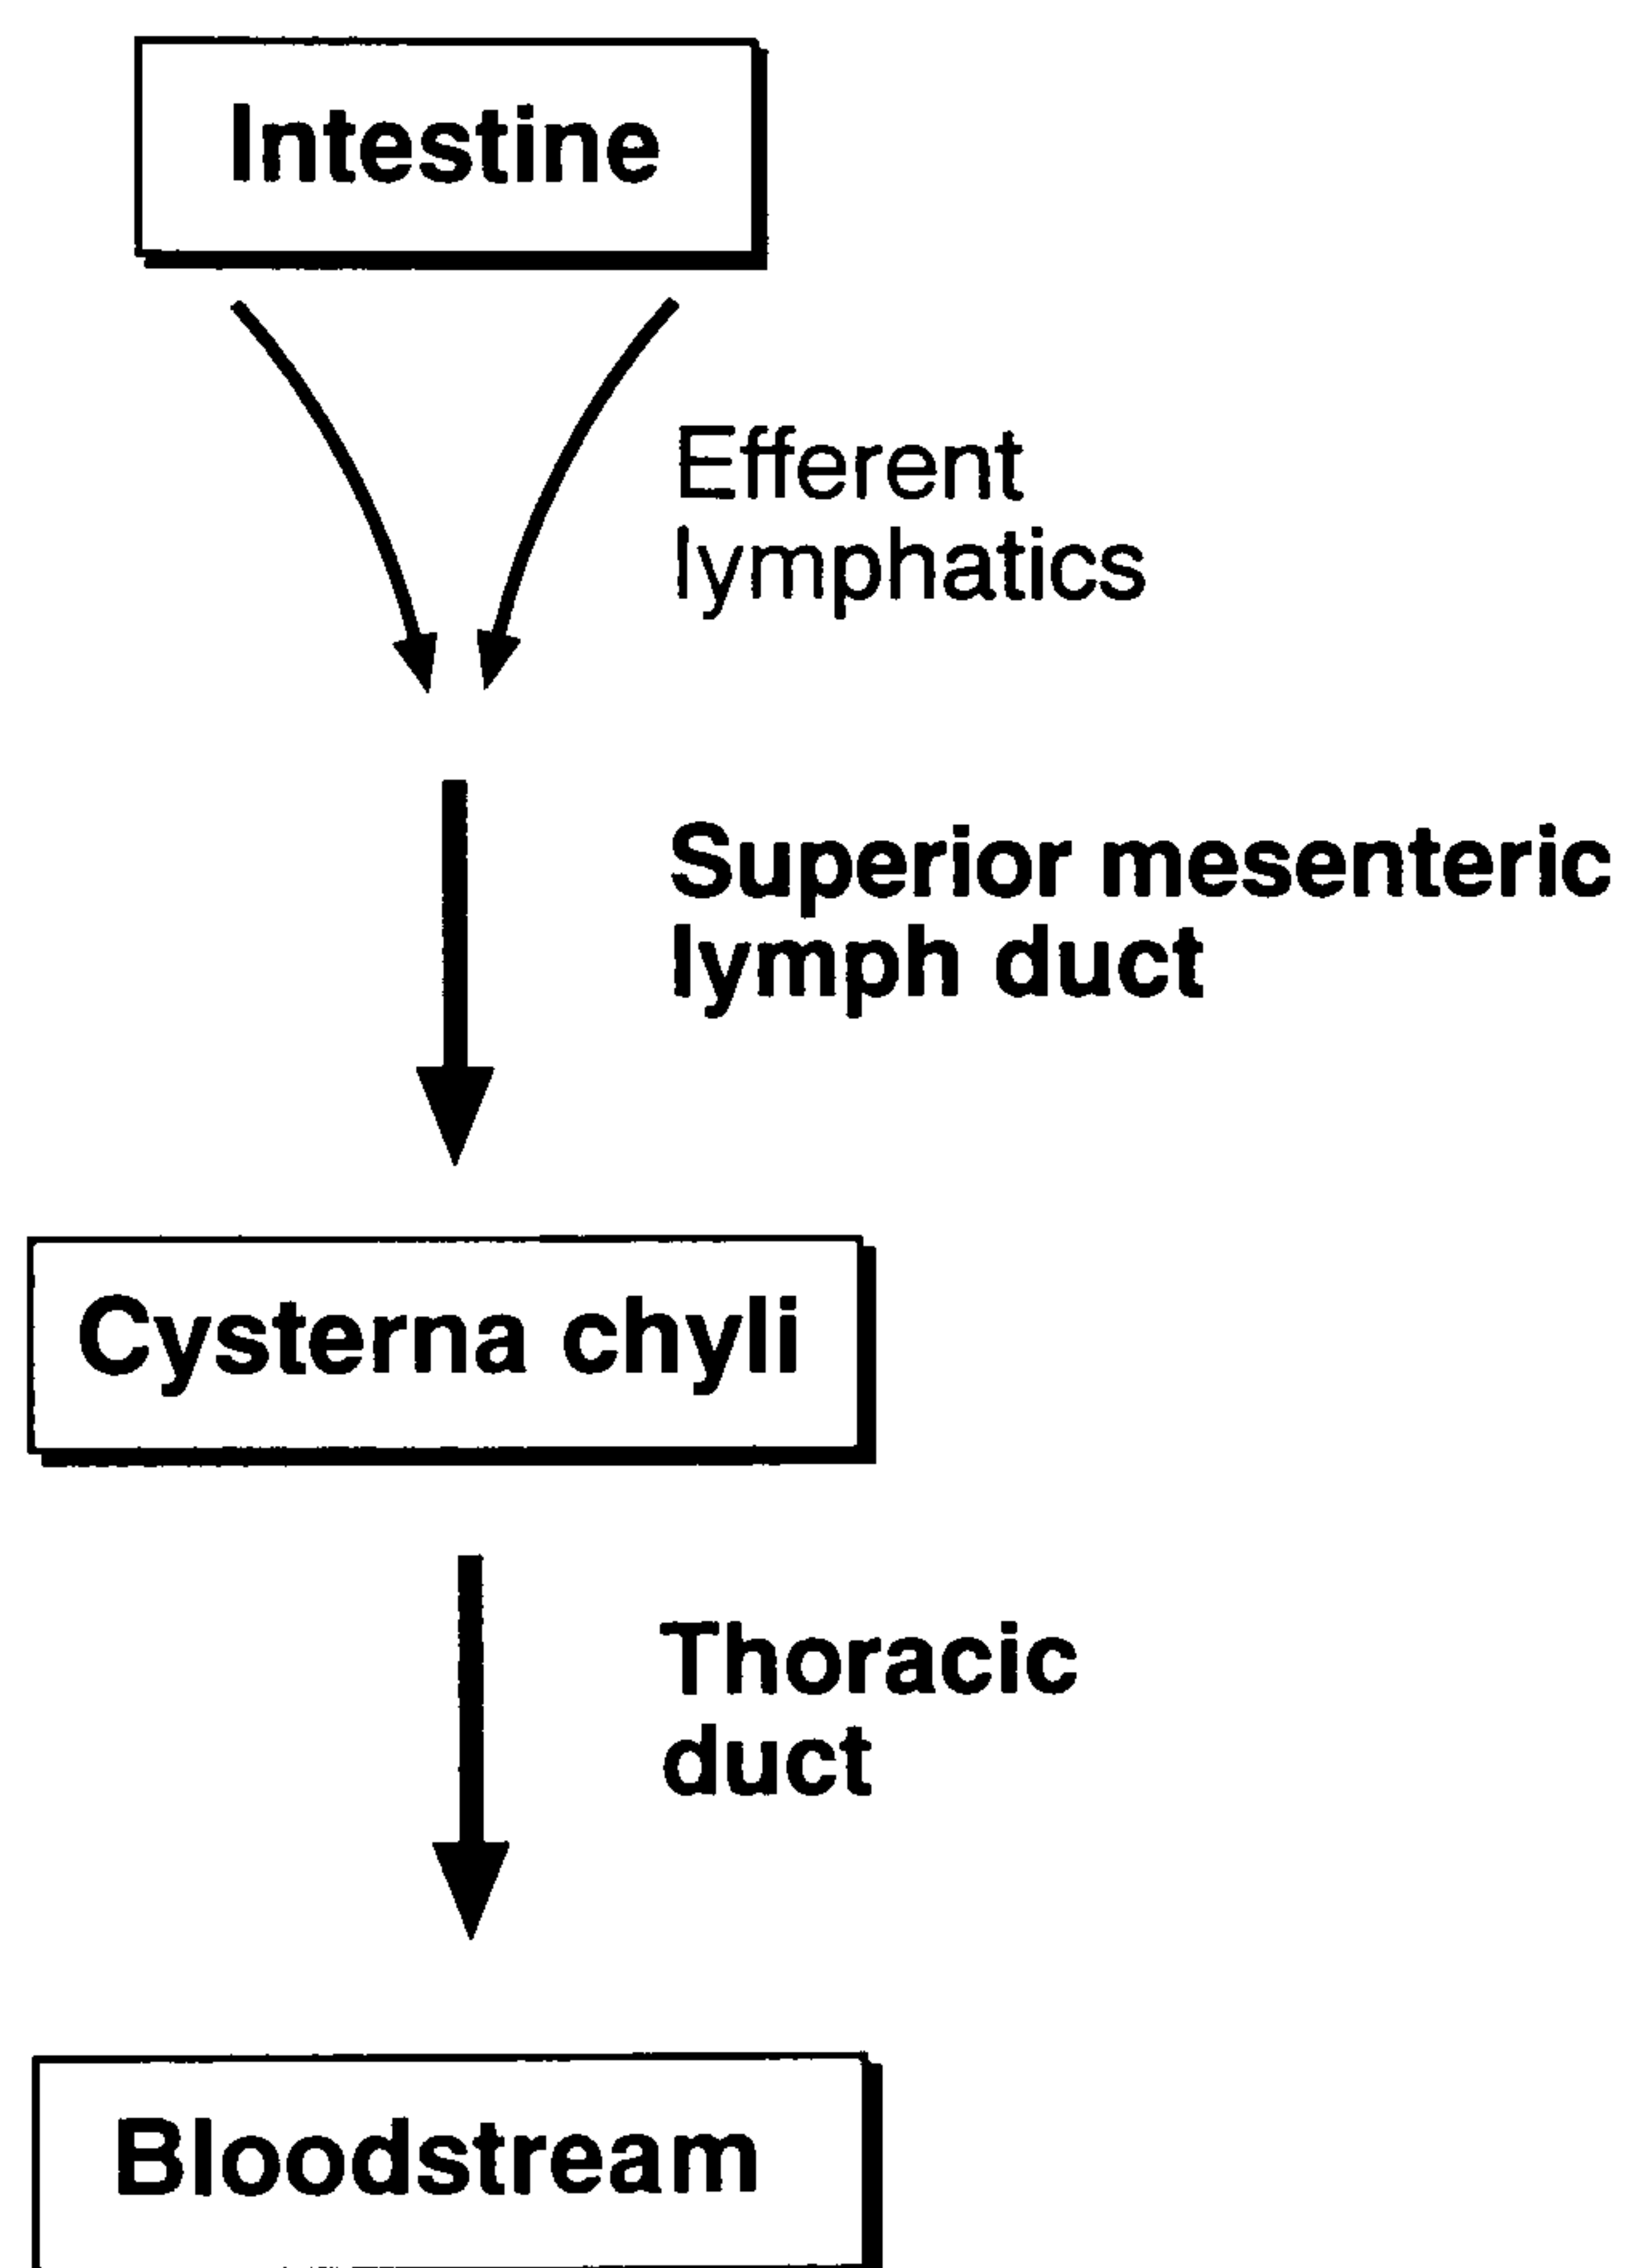 Intestine
Efferent
lymphatics
Superior mesenteric
lymph duct
Cysterna chyli
Thoracic
duct
Bloodstream